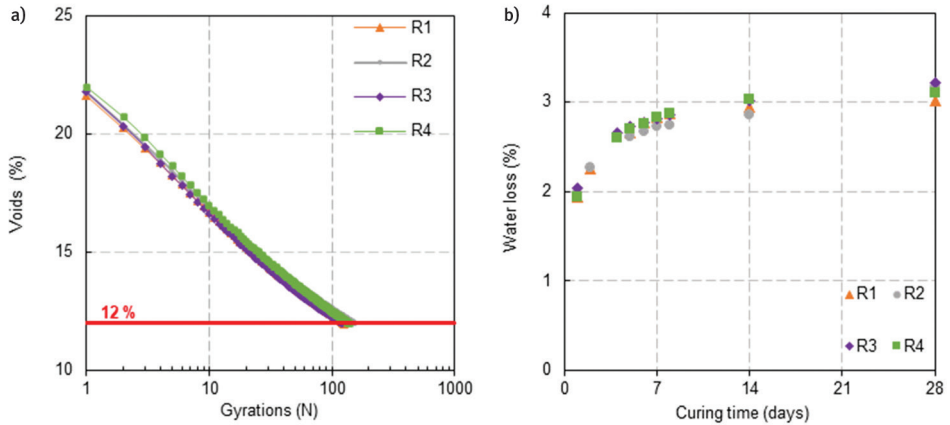 a)
25
20
15
10
Voids (%)
R1
R2
R3
R4
12 %
1
10
100
1000
Gyrations (N)
b)
4
3
2
1
0
Water loss (%)
R1
R2
R3
R4
0
7
14
21
28
Curing time (days)